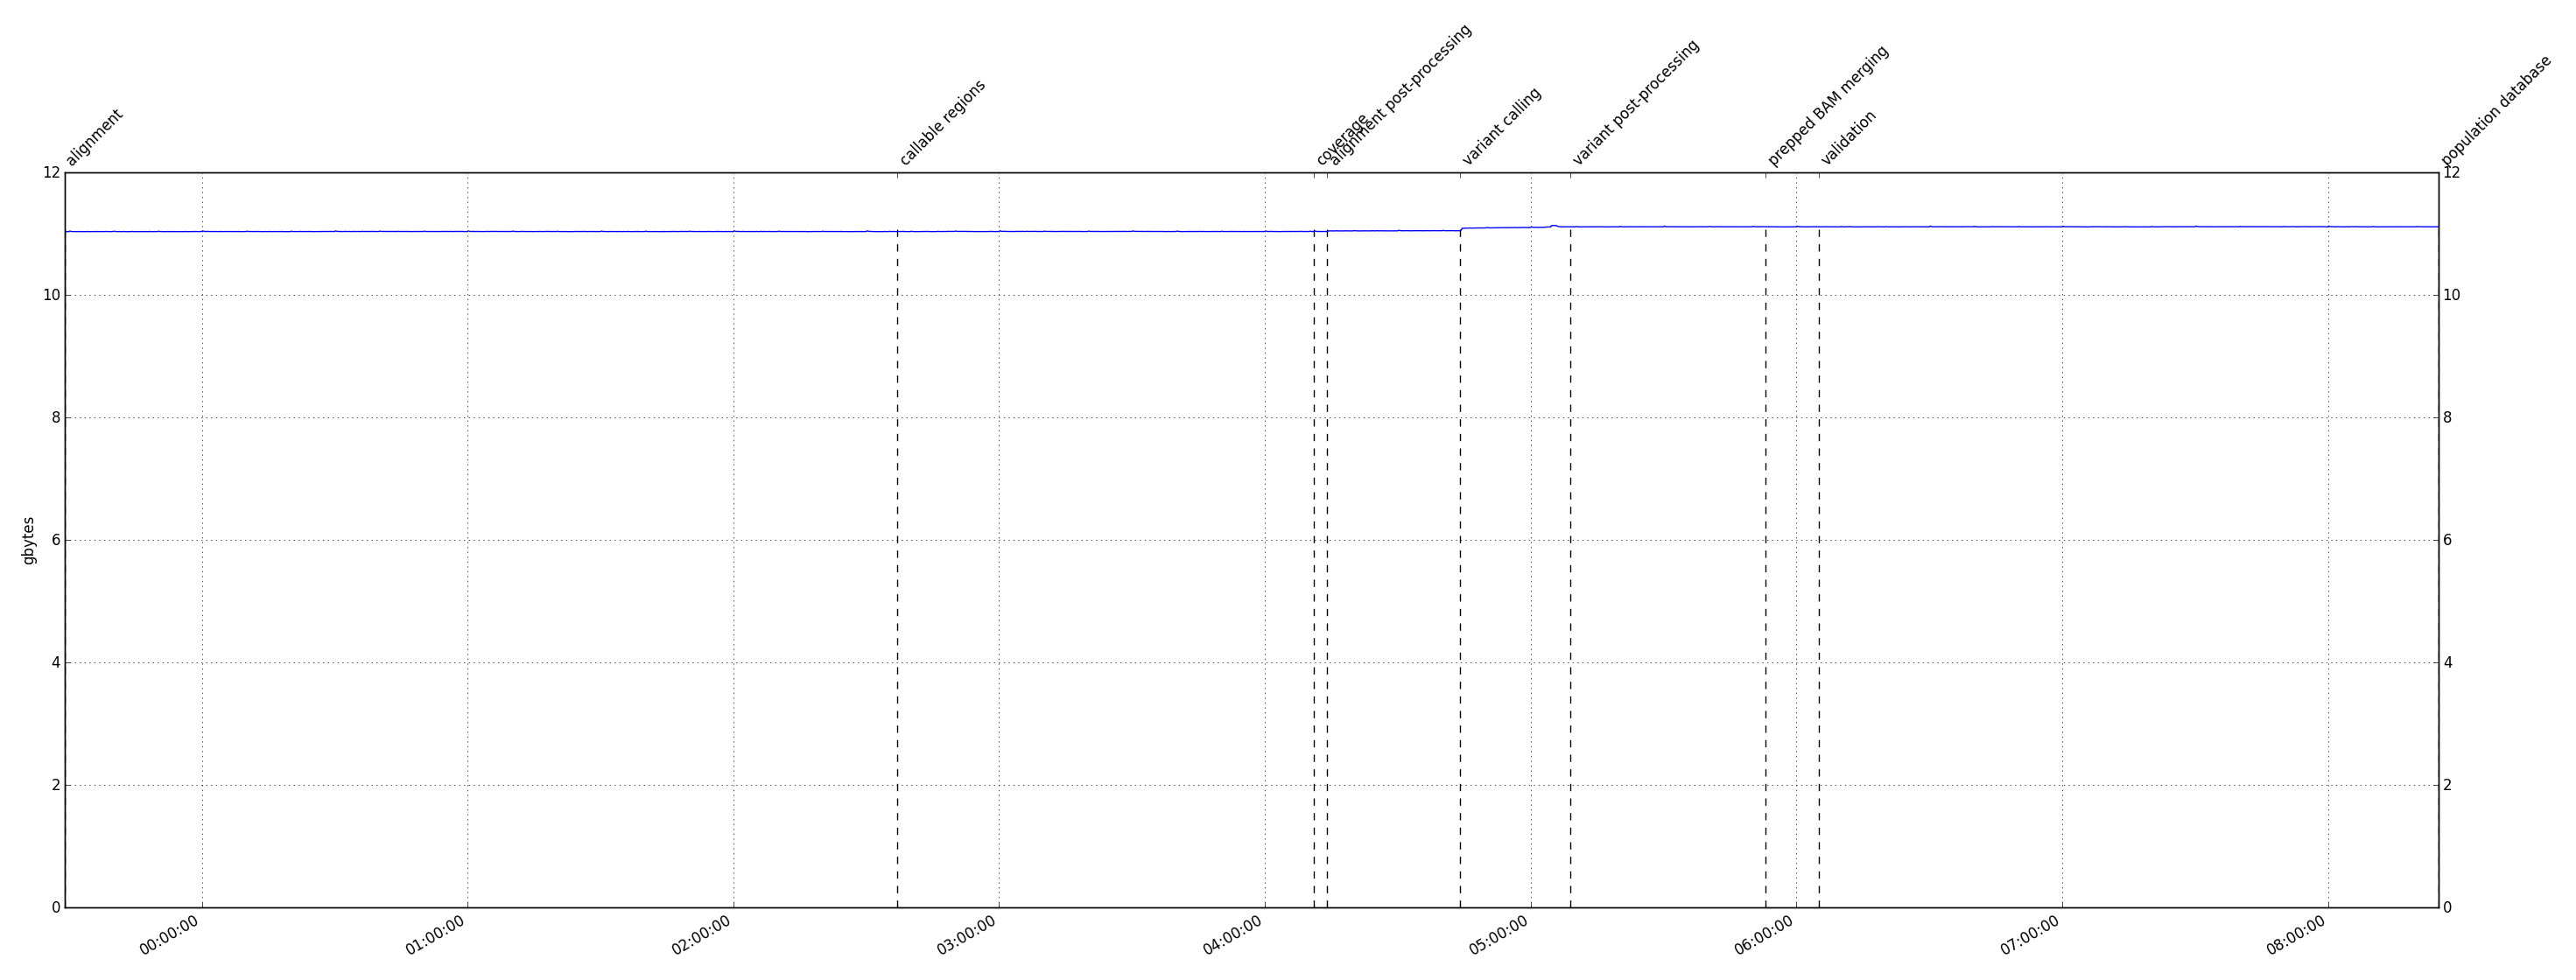 alignment
callable regions
coverage
alignment post-processing
variant calling
variant post-processing
prepped BAM merging
validation
population database
12
10
8
6
4
2
0
gbytes
12
10
8
6
4
2
0
00:00:00
01:00:00
02:00:00
03:00:00
04:00:00
05:00:00
06:00:00
07:00:00
08:00:00